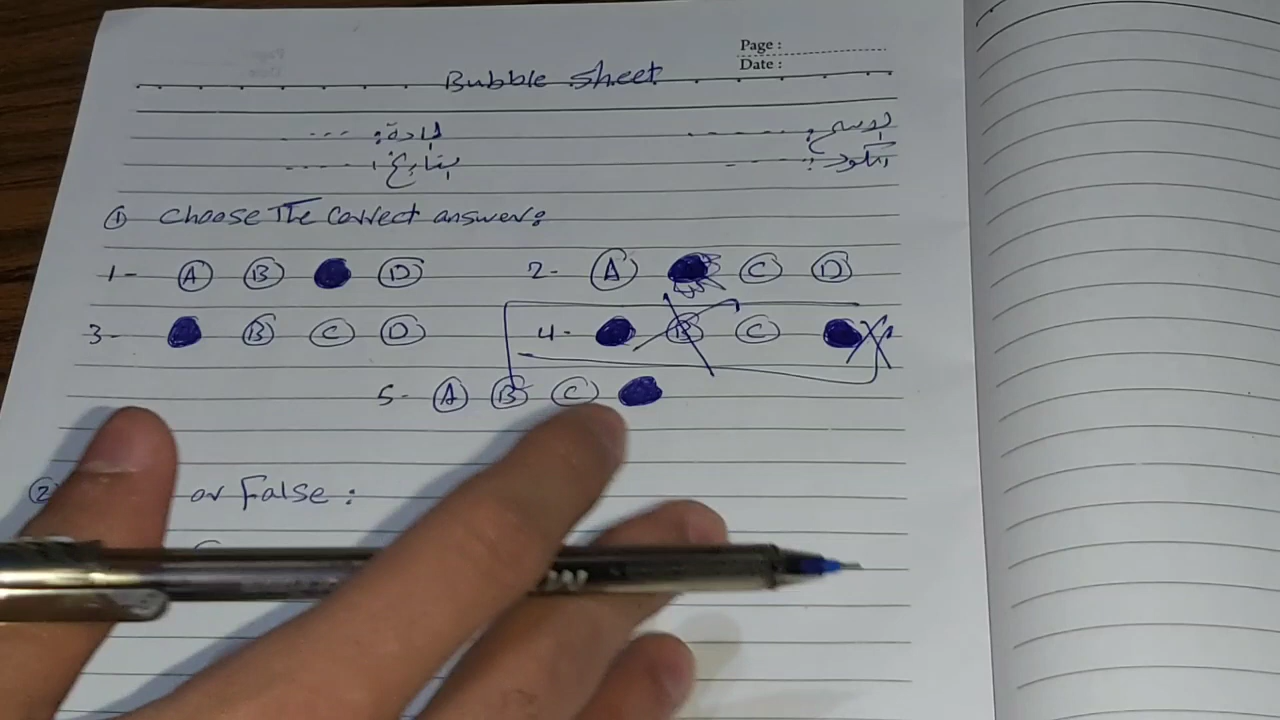 Page :
Date :
Bubble Sheet
الاسم : المادة :
الكود : التاريخ :
① Choose The correct answer:
1- A B D 2- A C D
3- B C D 4- B C
5- A B C
② or False :